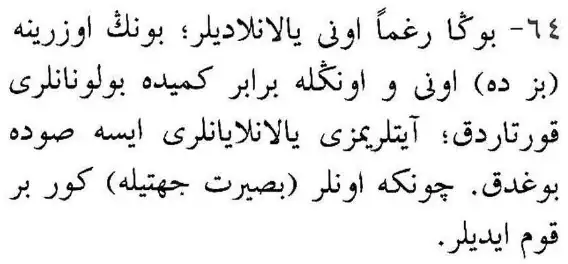 ٦٤- بوڭا رغماً اونى يالانلاديلر؛ بونڭ اوزرينه
(بز ده) اونى و اونڭله برابر كميده بولونانلرى
قورتاردق؛ آيتلريمزى يالانلايانلرى ايسه صوده
بوغدق. چونكه اونلر (بصيرت جهتيله) كور بر
قوم ايديلر.